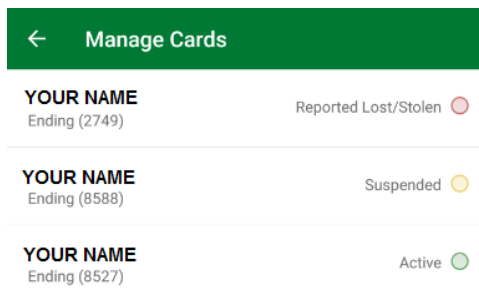 Manage Cards
YOUR NAME
Reported Lost/Stolen
Ending (2749)
YOUR NAME
Suspended
Ending (8588)
YOUR NAME
Active
Ending (8527)